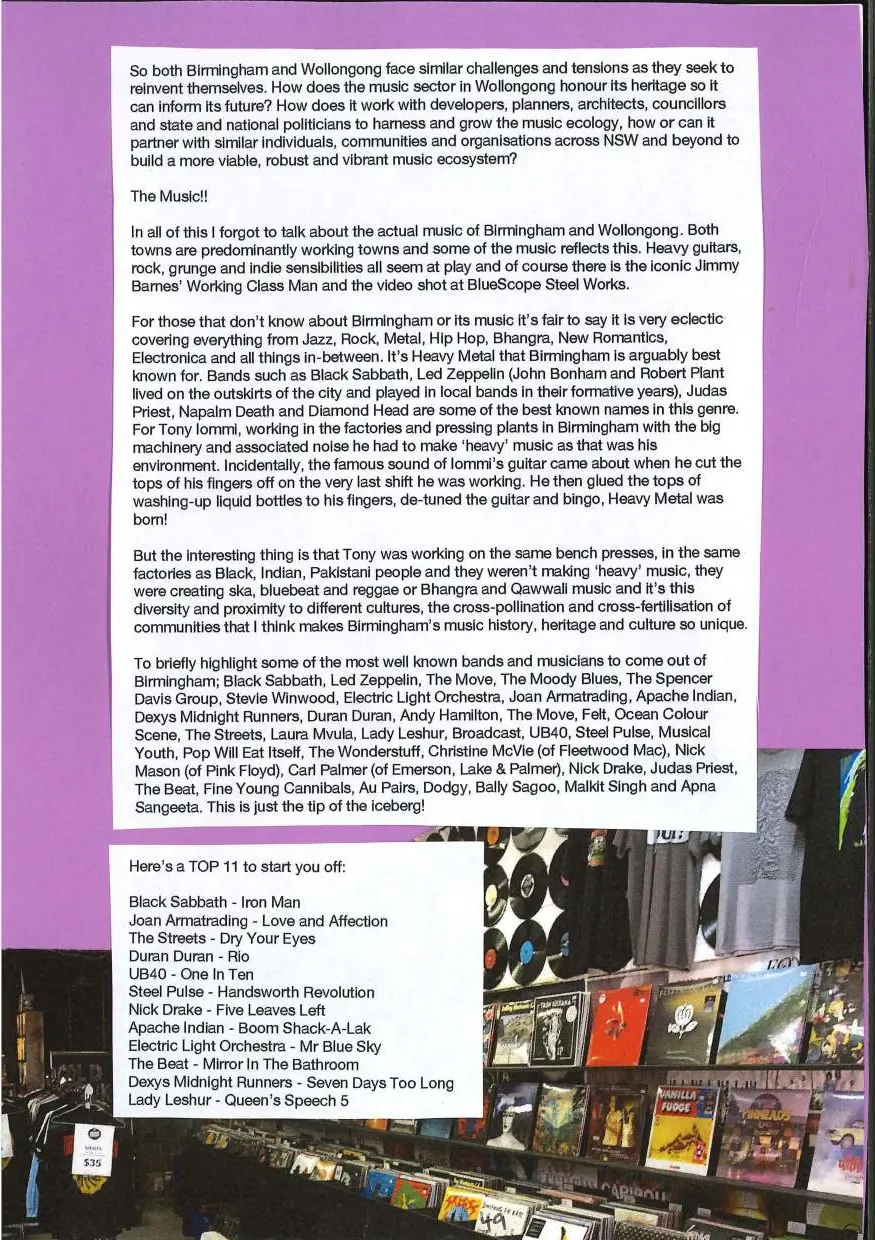 So both Birmingham and Wollongong face similar challenges and tensions as they seek to
reinvent themselves. How does the music sector in Wollongong honour its heritage so it
can inform its future? How does it work with developers, planners, architects, councillors
and state and national politicians to harness and grow the music ecology, how or can it
partner with similar individuals, communities and organisations across NSW and beyond to
build a more viable, robust and vibrant music ecosystem?
The Music!!
In all of this I forgot to talk about the actual music of Birmingham and Wollongong. Both
towns are predominantly working towns and some of the music reflects this. Heavy guitars,
rock, grunge and indie sensibilities all seem at play and of course there is the iconic Jimmy
Barnes' Working Class Man and the video shot at BlueScope Steel Works.
For those that don't know about Birmingham or its music it's fair to say it is very eclectic
covering everything from Jazz, Rock, Metal, Hip Hop, Bhangra, New Romantics,
Electronica and all things in-between. It's Heavy Metal that Birmingham is arguably best
known for. Bands such as Black Sabbath, Led Zeppelin (John Bonham and Robert Plant
lived on the outskirts of the city and played in local bands in their formative years), Judas
Priest, Napalm Death and Diamond Head are some of the best known names in this genre.
For Tony Iommi, working in the factories and pressing plants in Birmingham with the big
machinery and associated noise he had to make 'heavy' music as that was his
environment. Incidentally, the famous sound of Iommi's guitar came about when he cut the
tops of his fingers off on the very last shift he was working. He then glued the tops of
washing-up liquid bottles to his fingers, de-tuned the guitar and bingo, Heavy Metal was
born!
But the interesting thing is that Tony was working on the same bench presses, in the same
factories as Black, Indian, Pakistani people and they weren't making 'heavy' music, they
were creating ska, bluebeat and reggae or Bhangra and Qawwali music and it's this
diversity and proximity to different cultures, the cross-pollination and cross-fertilisation of
communities that I think makes Birmingham's music history, heritage and culture so unique.
To briefly highlight some of the most well known bands and musicians to come out of
Birmingham; Black Sabbath, Led Zeppelin, The Move, The Moody Blues, The Spencer
Davis Group, Stevie Winwood, Electric Light Orchestra, Joan Armatrading, Apache Indian,
Dexys Midnight Runners, Duran Duran, Andy Hamilton, The Move, Felt, Ocean Colour
Scene, The Streets, Laura Mvula, Lady Leshur, Broadcast, UB40, Steel Pulse, Musical
Youth, Pop Will Eat Itself, The Wonderstuff, Christine McVie (of Fleetwood Mac), Nick
Mason (of Pink Floyd), Carl Palmer (of Emerson, Lake & Palmer), Nick Drake, Judas Priest,
The Beat, Fine Young Cannibals, Au Pairs, Dodgy, Bally Sagoo, Malkit Singh and Apna
Sangeeta. This is just the tip of the iceberg!
Here's a TOP 11 to start you off:
Black Sabbath - Iron Man
Joan Armatrading - Love and Affection
The Streets - Dry Your Eyes
Duran Duran - Rio
UB40 - One In Ten
Steel Pulse - Handsworth Revolution
Nick Drake - Five Leaves Left
Apache Indian - Boom Shack-A-Lak
Electric Light Orchestra - Mr Blue Sky
The Beat - Mirror In The Bathroom
Dexys Midnight Runners - Seven Days Too Long
Lady Leshur - Queen's Speech 5
VANILLA
FUDGE
CARIBOU
$35
49